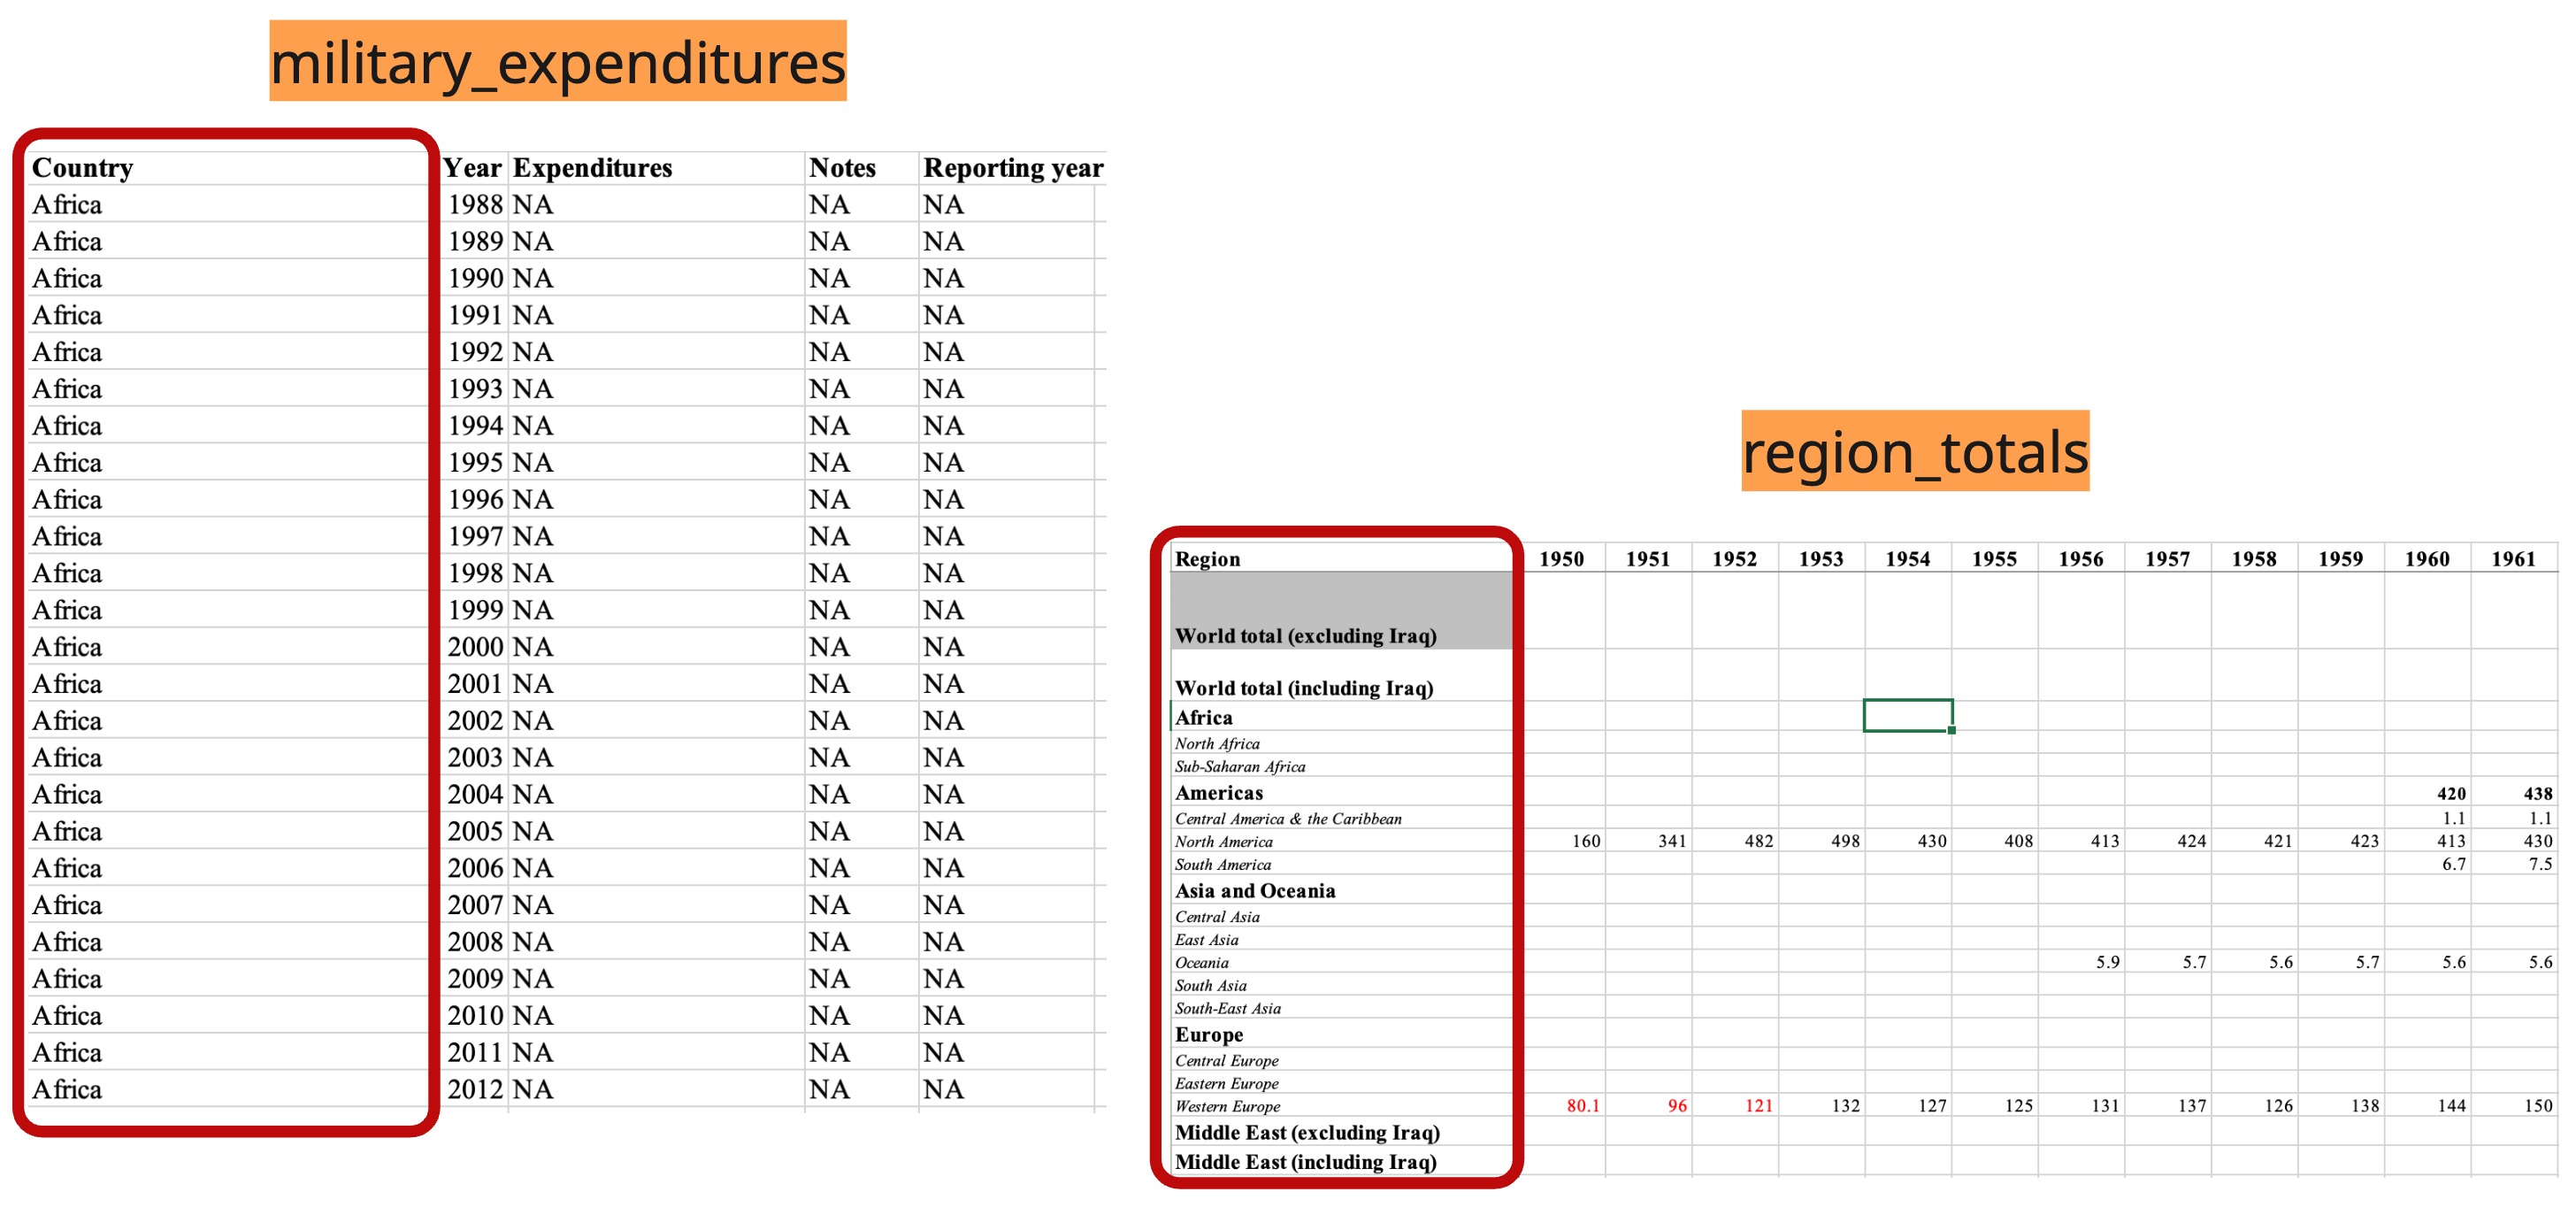 military_expenditures
Country Year Expenditures Notes Reporting year
Africa 1988 NA NA NA
Africa 1989 NA NA NA
Africa 1990 NA NA NA
Africa 1991 NA NA NA
Africa 1992 NA NA NA
Africa 1993 NA NA NA
Africa 1994 NA NA NA
Africa 1995 NA NA NA
Africa 1996 NA NA NA
Africa 1997 NA NA NA
Africa 1998 NA NA NA
Africa 1999 NA NA NA
Africa 2000 NA NA NA
Africa 2001 NA NA NA
Africa 2002 NA NA NA
Africa 2003 NA NA NA
Africa 2004 NA NA NA
Africa 2005 NA NA NA
Africa 2006 NA NA NA
Africa 2007 NA NA NA
Africa 2008 NA NA NA
Africa 2009 NA NA NA
Africa 2010 NA NA NA
Africa 2011 NA NA NA
Africa 2012 NA NA NA
region_totals
Region 1950 1951 1952 1953 1954 1955 1956 1957 1958 1959 1960 1961
World total (excluding Iraq)
World total (including Iraq)
Africa
North Africa
Sub-Saharan Africa
Americas 420 438
Central America & the Caribbean 1.1 1.1
North America 160 341 482 498 430 408 413 424 421 423 413 430
South America 6.7 7.5
Asia and Oceania
Central Asia
East Asia
Oceania 5.9 5.7 5.6 5.7 5.6 5.6
South Asia
South-East Asia
Europe
Central Europe
Eastern Europe
Western Europe 80.1 96 121 132 127 125 131 137 126 138 144 150
Middle East (excluding Iraq)
Middle East (including Iraq)